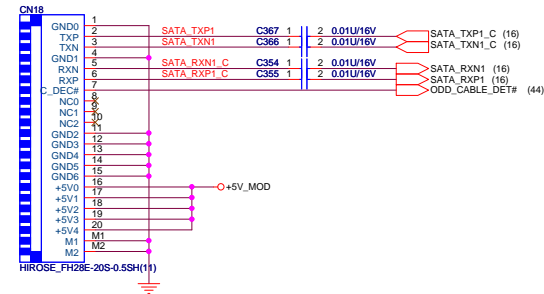 CN18
GND0 1
TXP 2 SATA_TXP1 C367 1 2 0.01U/16V SATA_TXP1_C (16)
TXN 3 SATA_TXN1 C366 1 2 0.01U/16V SATA_TXN1_C (16)
GND1 4
RXN 5 SATA_RXN1_C C354 1 2 0.01U/16V SATA_RXN1 (16)
RXP 6 SATA_RXP1_C C355 1 2 0.01U/16V SATA_RXP1 (16)
C_DEC# 7 ODD_CABLE_DET# (44)
NC0 8
NC1 9
NC2 10
GND2 11
GND3 12
GND4 13
GND5 14
GND6 15
+5V0 16 +5V_MOD
+5V1 17
+5V2 18
+5V3 19
+5V4 20
M1 M1
M2 M2
HIROSE_FH28E-20S-0.5SH(11)